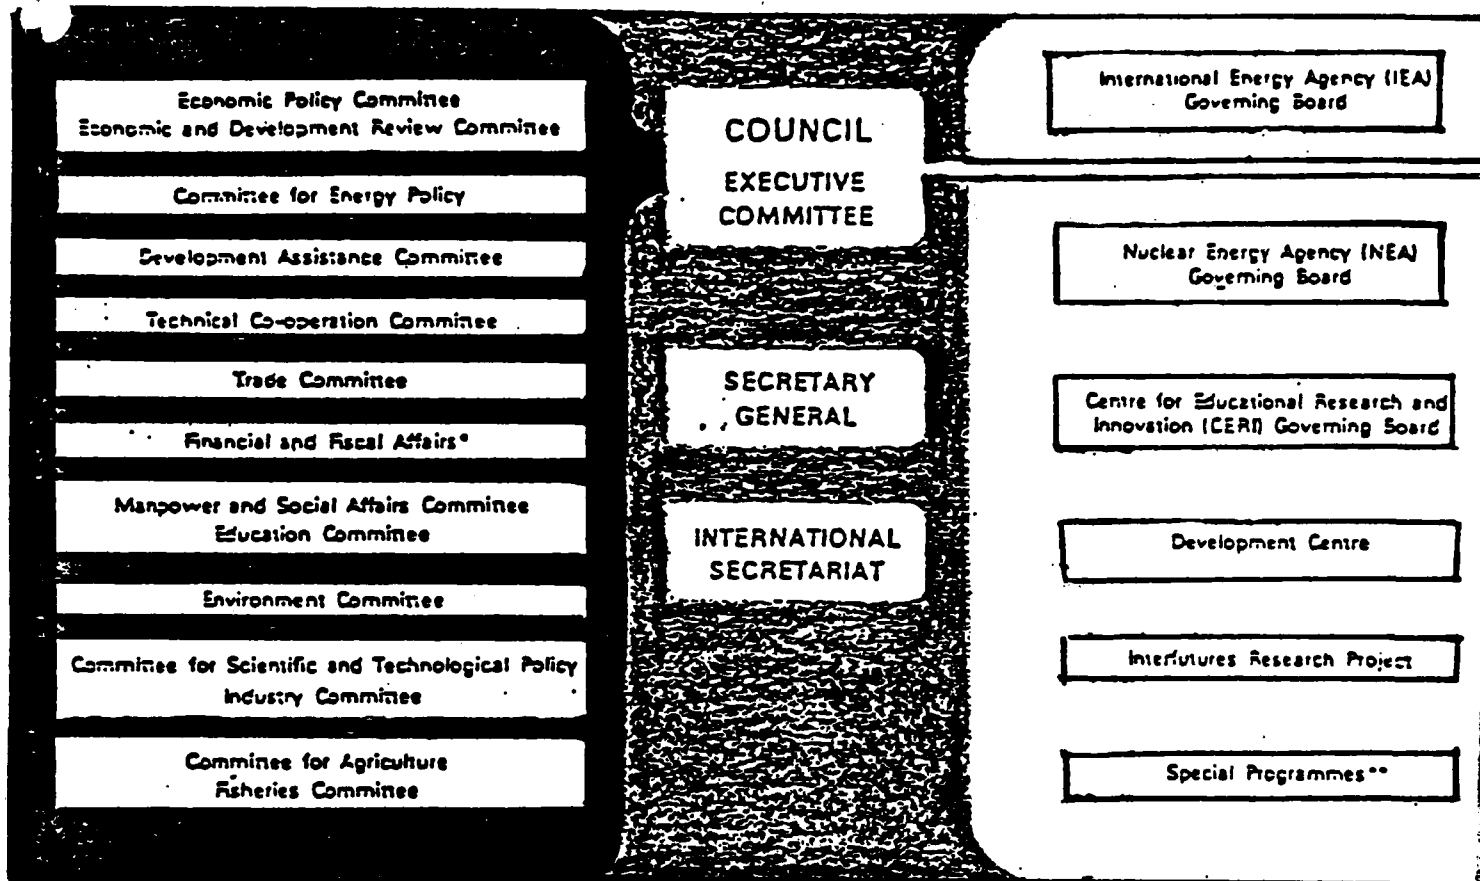 Economic Policy Committee
Economic and Development Review Committee
Committee for Energy Policy
Development Assistance Committee
Technical Co-operation Committee
Trade Committee
Financial and Fiscal Affairs*
Manpower and Social Affairs Committee
Education Committee
Environment Committee
Committee for Scientific and Technological Policy
Industry Committee
Committee for Agriculture
Fisheries Committee
COUNCIL
EXECUTIVE
COMMITTEE
SECRETARY
GENERAL
INTERNATIONAL
SECRETARIAT
International Energy Agency (IEA)
Governing Board
Nuclear Energy Agency (NEA)
Governing Board
Centre for Educational Research and
Innovation (CERI) Governing Board
Development Centre
Interfutures Research Project
Special Programmes**